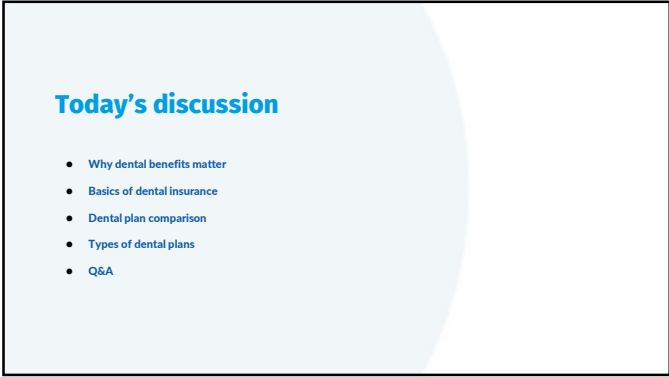 Today’s discussion
● Why dental benefits matter
● Basics of dental insurance
● Dental plan comparison
● Types of dental plans
● Q&A